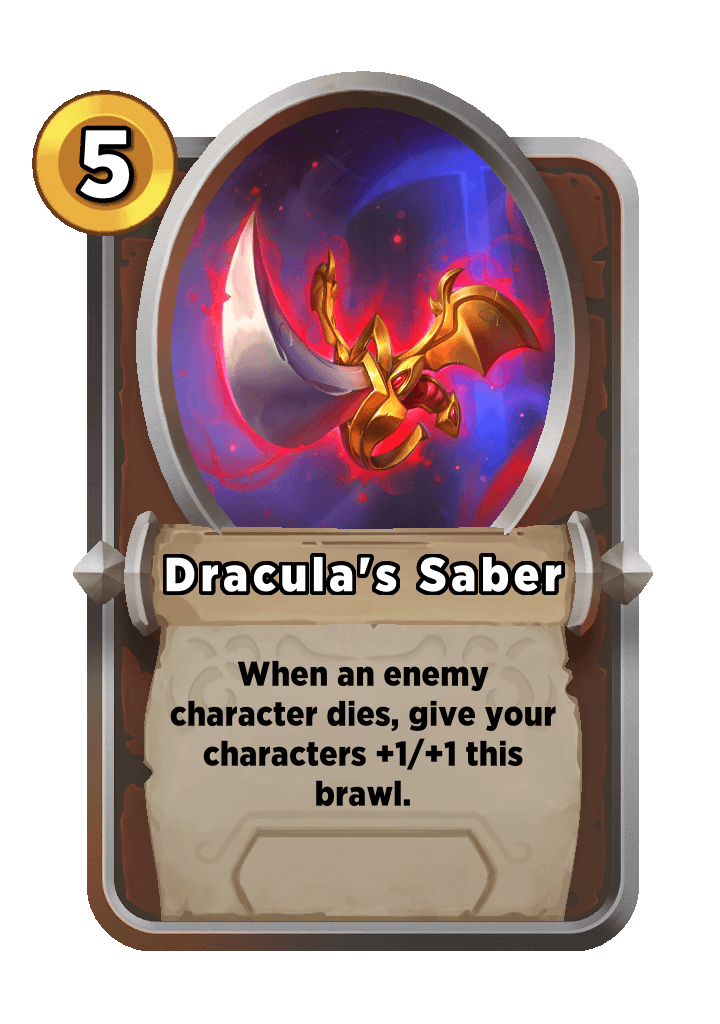 5
Dracula's Saber
When an enemy
character dies, give your
characters +1/+1 this
brawl.